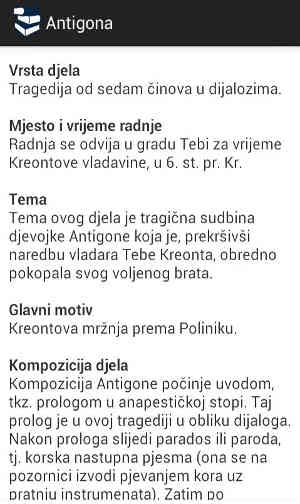 Antigona
Vrsta djela
Tragedija od sedam činova u dijalozima.
Mjesto i vrijeme radnje
Radnja se odvija u gradu Tebi za vrijeme
Kreontove vladavine, u 6. st. pr. Kr.
Tema
Tema ovog djela je tragična sudbina
djevojke Antigone koja je, prekršivši
naredbu vladara Tebe Kreonta, obredno
pokopala svog voljenog brata.
Glavni motiv
Kreontova mržnja prema Poliniku.
Kompozicija djela
Kompozicija Antigone počinje uvodom,
tkz. prologom u anapestičkoj stopi. Taj
prolog je u ovoj tragediji u obliku dijaloga.
Nakon prologa slijedi parados ili paroda,
tj. korska nastupna pjesma (ona se na
pozornici izvodi pjevanjem kora uz
pratnju instrumenata). Zatim po